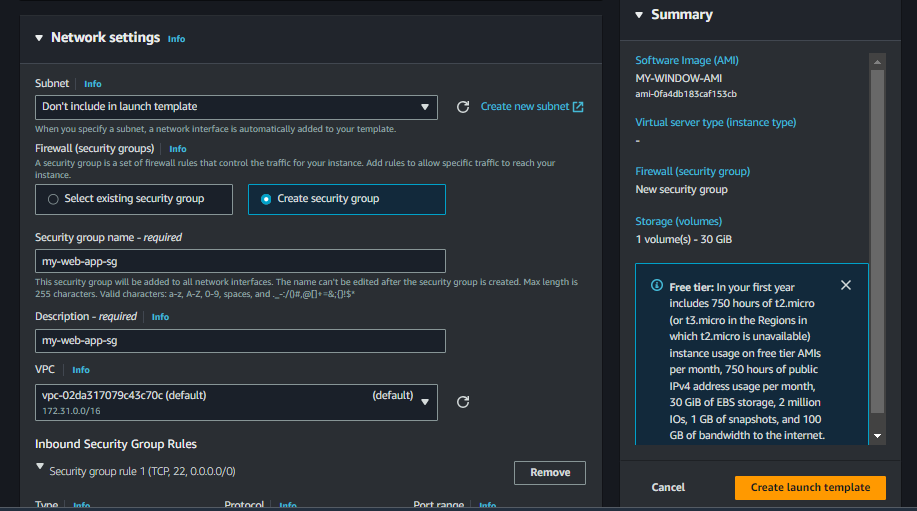 Network settings Info
Subnet Info
Don't include in launch template
Create new subnet
When you specify a subnet, a network interface is automatically added to your template.
Firewall (security groups) Info
A security group is a set of firewall rules that control the traffic for your instance. Add rules to allow specific traffic to reach your
instance.
Select existing security group
Create security group
Security group name - required
my-web-app-sg
This security group will be added to all network interfaces. The name can't be edited after the security group is created. Max length is
255 characters. Valid characters: a-z, A-Z, 0-9, spaces, and ._-:/()#,@[]+=&;{}!$*
Description - required Info
my-web-app-sg
VPC Info
vpc-02da317079c43c70c (default) (default)
172.31.0.0/16
Inbound Security Group Rules
Security group rule 1 (TCP, 22, 0.0.0.0/0)
Remove
Type Info Protocol Info Port range Info
Summary
Software Image (AMI)
MY-WINDOW-AMI
ami-0fa4db183caf153cb
Virtual server type (instance type)
-
Firewall (security group)
New security group
Storage (volumes)
1 volume(s) - 30 GiB
Free tier: In your first year
includes 750 hours of t2.micro
(or t3.micro in the Regions in
which t2.micro is unavailable)
instance usage on free tier AMIs
per month, 750 hours of public
IPv4 address usage per month,
30 GiB of EBS storage, 2 million
IOs, 1 GB of snapshots, and 100
GB of bandwidth to the internet.
Cancel
Create launch template